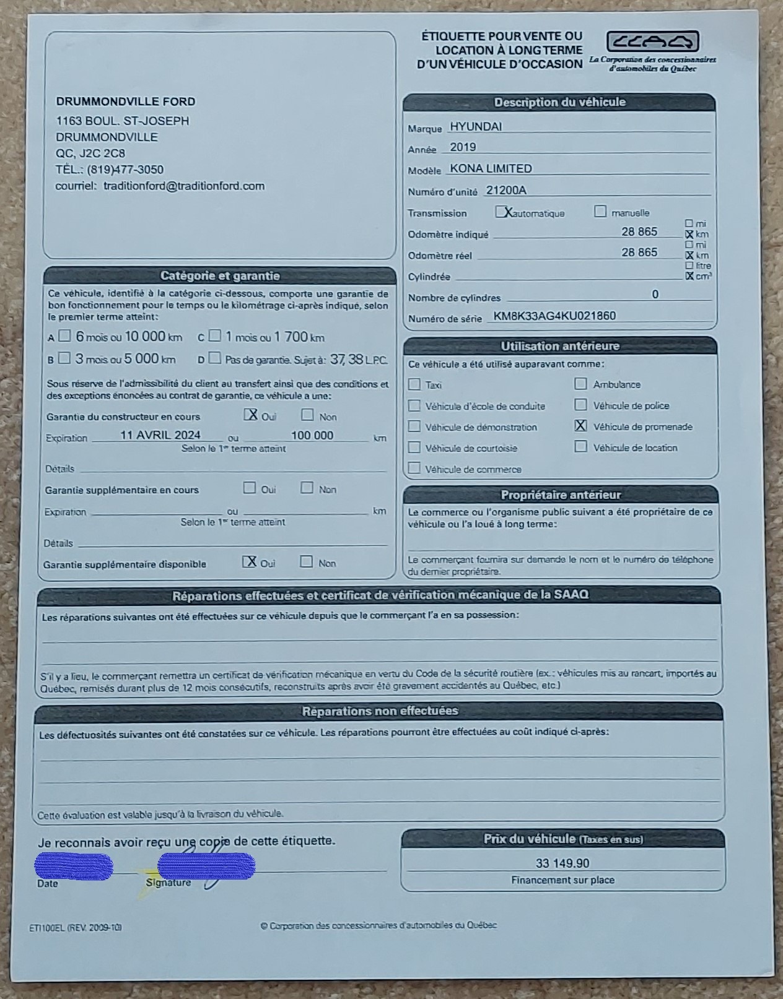 ÉTIQUETTE POUR VENTE OU
LOCATION À LONG TERME
D'UN VÉHICULE D'OCCASION
CCAQ
La Corporation des concessionnaires
d'automobiles du Québec
DRUMMONDVILLE FORD
1163 BOUL. ST-JOSEPH
DRUMMONDVILLE
QC, J2C 2C8
TÉL.: (819)477-3050
courriel: traditionford@traditionford.com
Description du véhicule
Marque HYUNDAI
Année 2019
Modèle KONA LIMITED
Numéro d'unité 21200A
Transmission X automatique manuelle
Odomètre indiqué 28 865 mi X km
Odomètre réel 28 865 mi X km
Cylindrée litre X cm³
Nombre de cylindres 0
Numéro de série KM8K33AG4KU021860
Catégorie et garantie
Ce véhicule, identifié à la catégorie ci-dessous, comporte une garantie de
bon fonctionnement pour le temps ou le kilométrage ci-après indiqué, selon
le premier terme atteint:
A 6 mois ou 10 000 km C 1 mois ou 1 700 km
B 3 mois ou 5 000 km D Pas de garantie. Sujet à: 37, 38 L.P.C.
Sous réserve de l'admissibilité du client au transfert ainsi que des conditions et
des exceptions énoncées au contrat de garantie, ce véhicule a une:
Garantie du constructeur en cours X Oui Non
Expiration 11 AVRIL 2024 ou 100 000 km
Selon le 1er terme atteint
Détails
Garantie supplémentaire en cours Oui Non
Expiration ou km
Selon le 1er terme atteint
Détails
Garantie supplémentaire disponible X Oui Non
Utilisation antérieure
Ce véhicule a été utilisé auparavant comme:
Taxi Ambulance
Véhicule d'école de conduite Véhicule de police
Véhicule de démonstration X Véhicule de promenade
Véhicule de courtoisie Véhicule de location
Véhicule de commerce
Propriétaire antérieur
Le commerce ou l'organisme public suivant a été propriétaire de ce
véhicule ou l'a loué à long terme:
Le commerçant fournira sur demande le nom et le numéro de téléphone
du dernier propriétaire.
Réparations effectuées et certificat de vérification mécanique de la SAAQ
Les réparations suivantes ont été effectuées sur ce véhicule depuis que le commerçant l'a en sa possession:
S'il y a lieu, le commerçant remettra un certificat de vérification mécanique en vertu du Code de la sécurité routière (ex.: véhicules mis au rancart, importés au
Québec, remisés durant plus de 12 mois consécutifs, reconstruits après avoir été gravement accidentés au Québec, etc.)
Réparations non effectuées
Les défectuosités suivantes ont été constatées sur ce véhicule. Les réparations pourront être effectuées au coût indiqué ci-après:
Cette évaluation est valable jusqu'à la livraison du véhicule.
Je reconnais avoir reçu une copie de cette étiquette.
Date Signature
Prix du véhicule (Taxes en sus)
33 149.90
Financement sur place
ETI100EL (REV. 2009-10)
© Corporation des concessionnaires d'automobiles du Québec